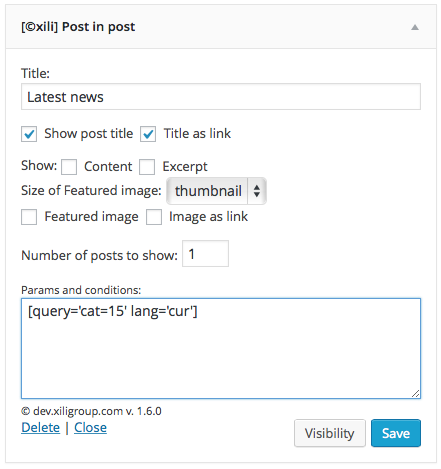 [©xili] Post in post
Title:
Latest news
Show post title Title as link
Show: Content Excerpt
Size of Featured image: thumbnail
Featured image Image as link
Number of posts to show: 1
Params and conditions:
[query='cat=15' lang='cur']
© dev.xiligroup.com v. 1.6.0
Delete | Close
Visibility Save